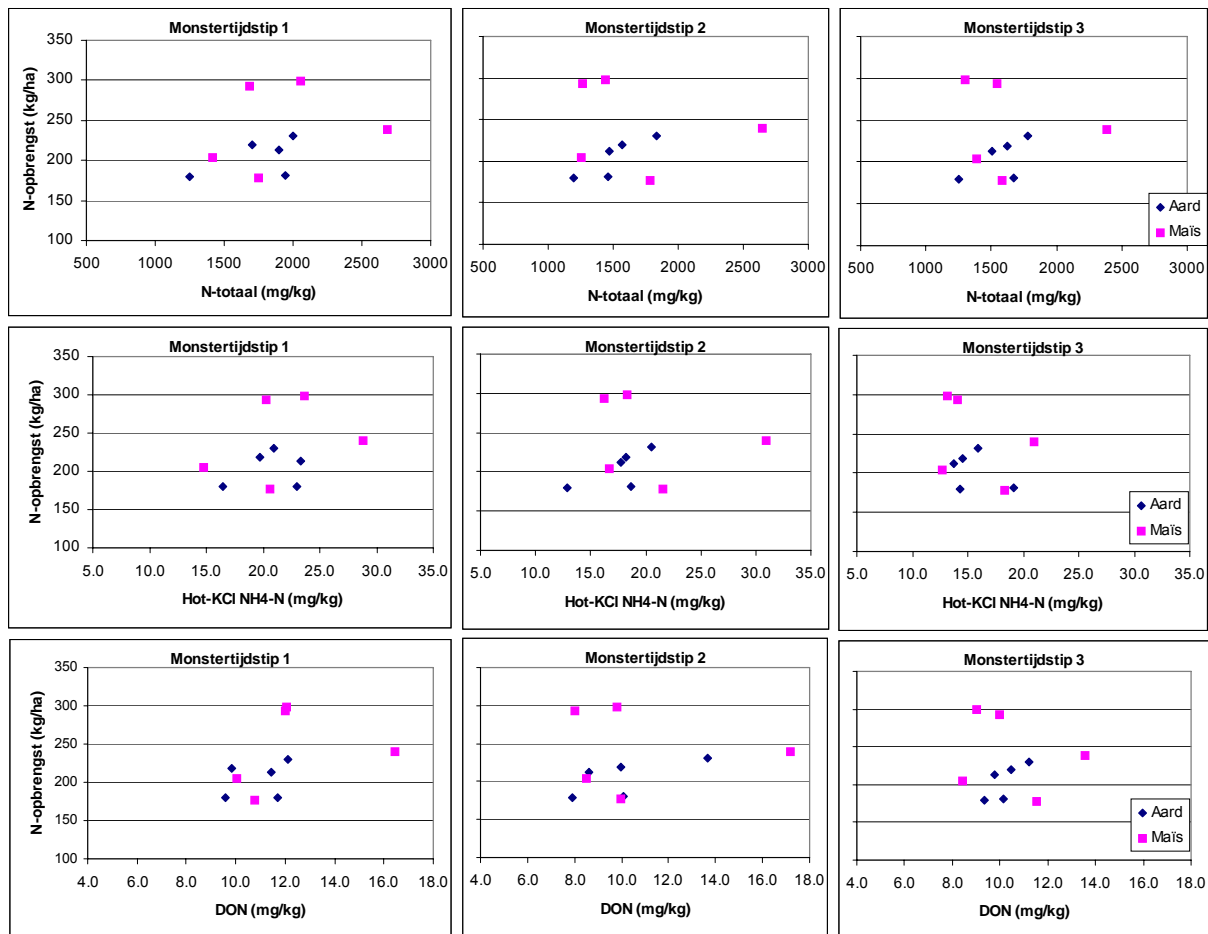 Monstertijdstip 1
350
300
250
200
150
100
N-opbrengst (kg/ha)
500 1000 1500 2000 2500 3000
N-totaal (mg/kg)
Monstertijdstip 2
500 1000 1500 2000 2500 3000
N-totaal (mg/kg)
Monstertijdstip 3
Aard
Maïs
500 1000 1500 2000 2500 3000
N-totaal (mg/kg)
Monstertijdstip 1
350
300
250
200
150
100
N-opbrengst (kg/ha)
5.0 10.0 15.0 20.0 25.0 30.0 35.0
Hot-KCl NH4-N (mg/kg)
Monstertijdstip 2
5.0 10.0 15.0 20.0 25.0 30.0 35.0
Hot-KCl NH4-N (mg/kg)
Monstertijdstip 3
Aard
Maïs
5.0 10.0 15.0 20.0 25.0 30.0 35.0
Hot-KCl NH4-N (mg/kg)
Monstertijdstip 1
350
300
250
200
150
100
N-opbrengst (kg/ha)
4.0 6.0 8.0 10.0 12.0 14.0 16.0 18.0
DON (mg/kg)
Monstertijdstip 2
4.0 6.0 8.0 10.0 12.0 14.0 16.0 18.0
DON (mg/kg)
Monstertijdstip 3
Aard
Maïs
4.0 6.0 8.0 10.0 12.0 14.0 16.0 18.0
DON (mg/kg)